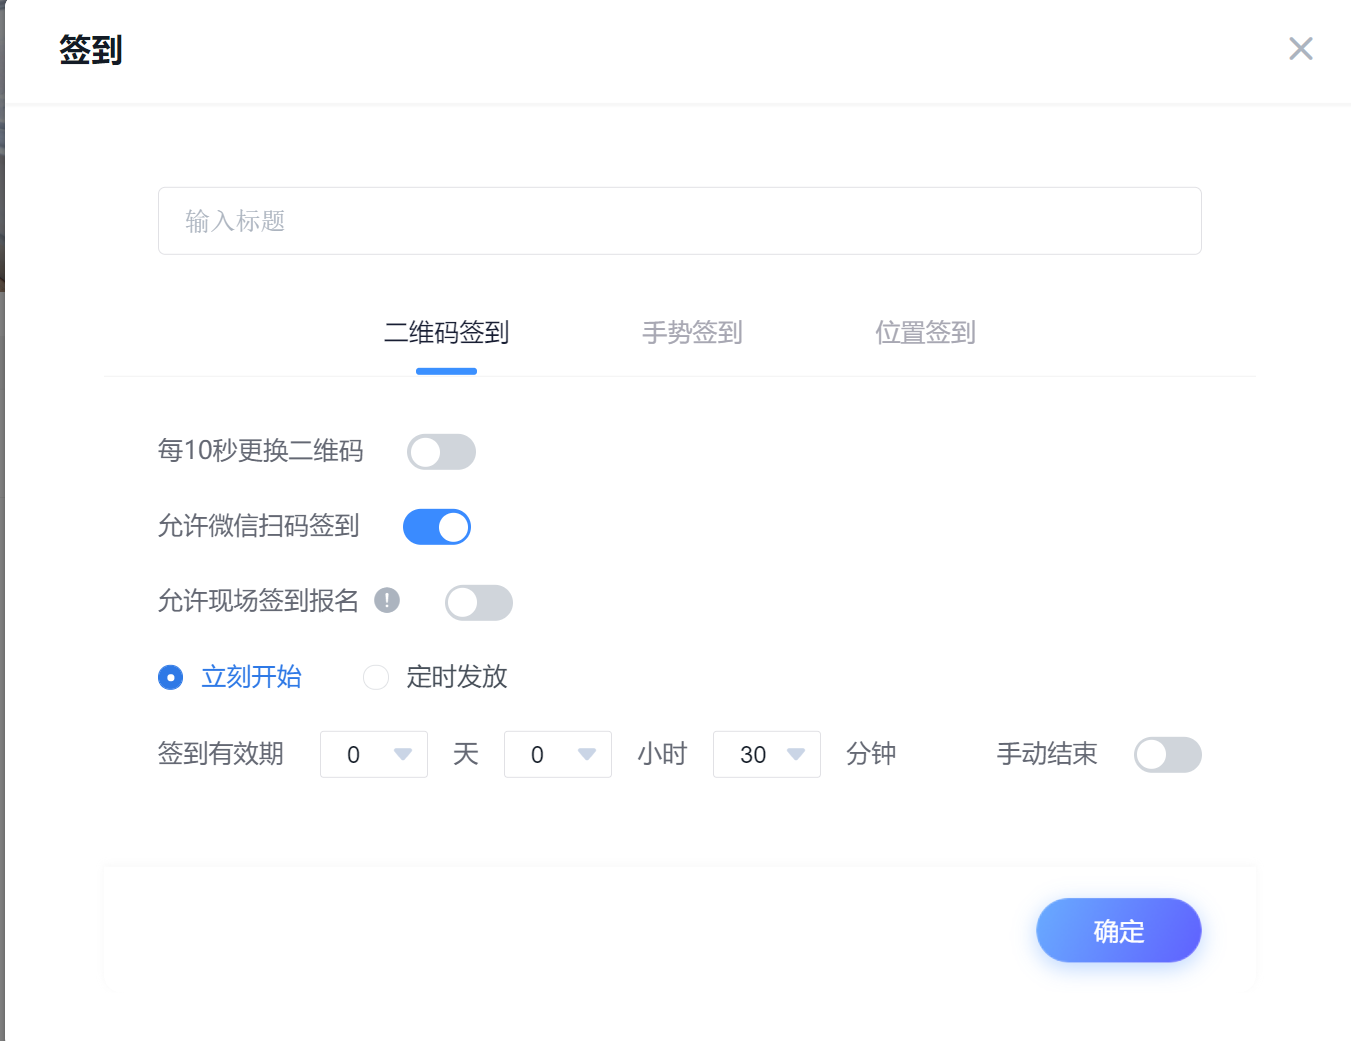 签到
输入标题
二维码签到 手势签到 位置签到
每10秒更换二维码
允许微信扫码签到
允许现场签到报名 !
立刻开始 定时发放
签到有效期 0 天 0 小时 30 分钟 手动结束
确定